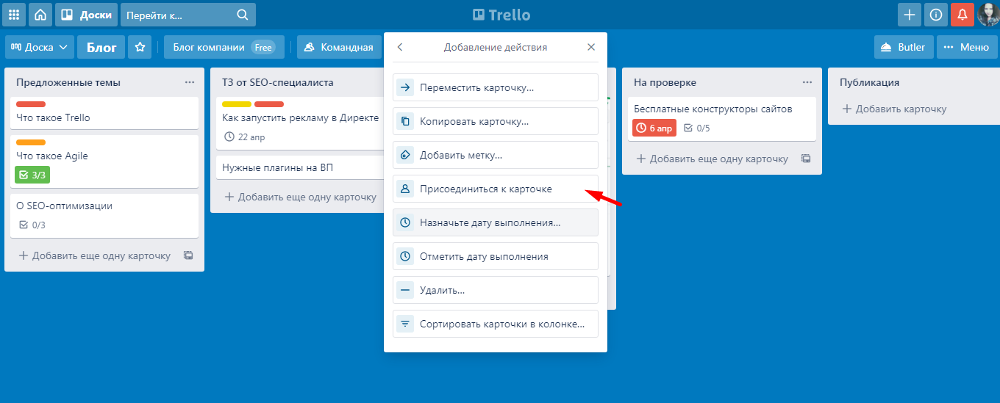 Доски
Перейти к...
Trello
Доска
Блог
Блог компании Free
Командная
Butler
Меню
Предложенные темы
Что такое Trello
Что такое Agile
3/3
О SEO-оптимизации
0/3
Добавить еще одну карточку
ТЗ от SEO-специалиста
Как запустить рекламу в Директе
22 апр
Нужные плагины на ВП
Добавить еще одну карточку
Добавление действия
Переместить карточку...
Копировать карточку...
Добавить метку...
Присоединиться к карточке
Назначьте дату выполнения...
Отметить дату выполнения
Удалить...
Сортировать карточки в колонке...
На проверке
Бесплатные конструкторы сайтов
6 апр 0/5
Добавить еще одну карточку
Публикация
Добавить карточку